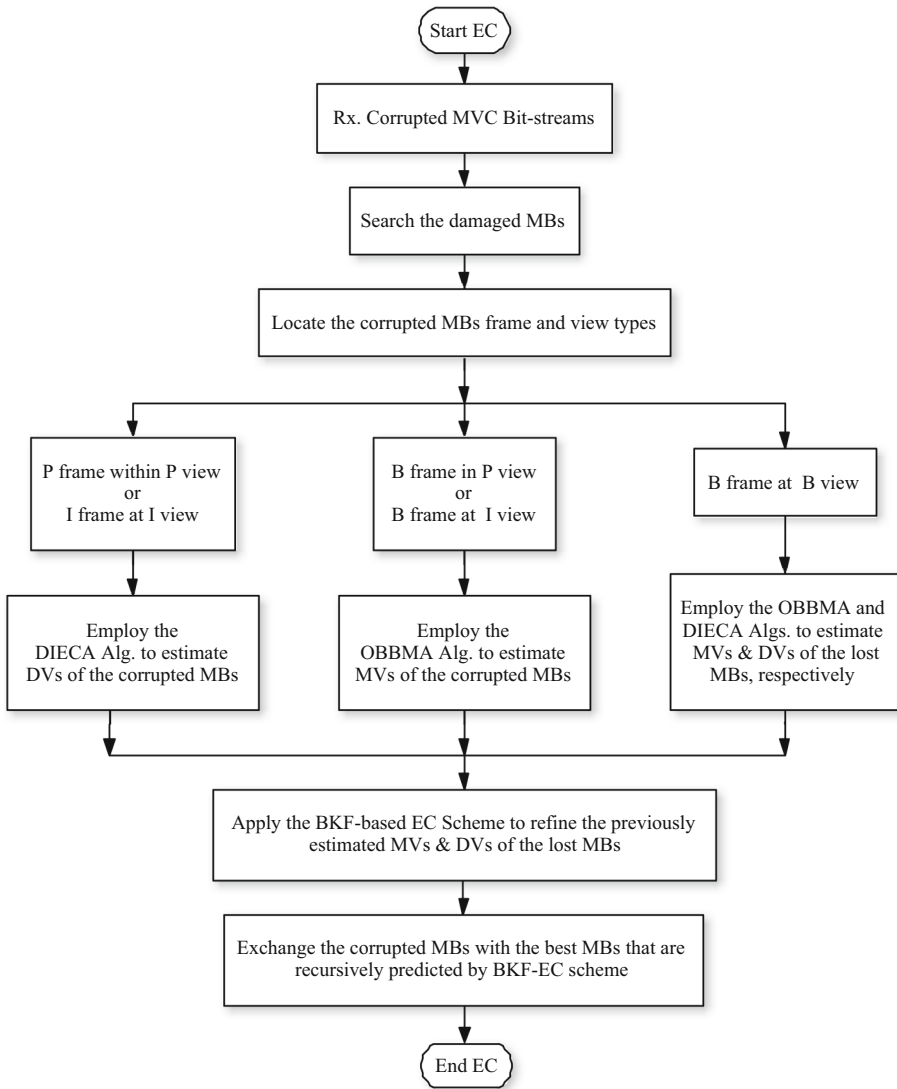 Start EC
Rx. Corrupted MVC Bit-streams
Search the damaged MBs
Locate the corrupted MBs frame and view types
P frame within P view
or
I frame at I view
B frame in P view
or
B frame at I view
B frame at B view
Employ the
DIECA Alg. to estimate
DVs of the corrupted MBs
Employ the
OBBMA Alg. to estimate
MVs of the corrupted MBs
Employ the OBBMA and
DIECA Algs. to estimate
MVs & DVs of the lost
MBs, respectively
Apply the BKF-based EC Scheme to refine the previously
estimated MVs & DVs of the lost MBs
Exchange the corrupted MBs with the best MBs that are
recursively predicted by BKF-EC scheme
End EC